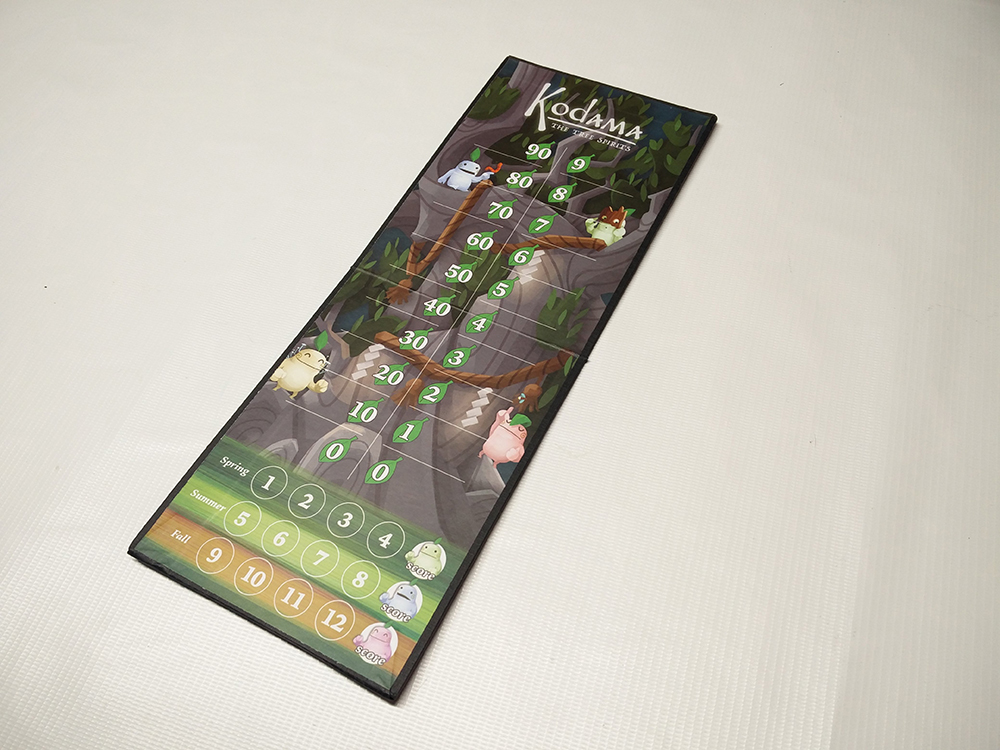 KODAMA
THE TREE SPIRITS
90 9
80 8
70 7
60 6
50 5
40 4
30 3
20 2
10 1
0 0
Spring 1 2 3 4 score
Summer 5 6 7 8 score
Fall 9 10 11 12 score